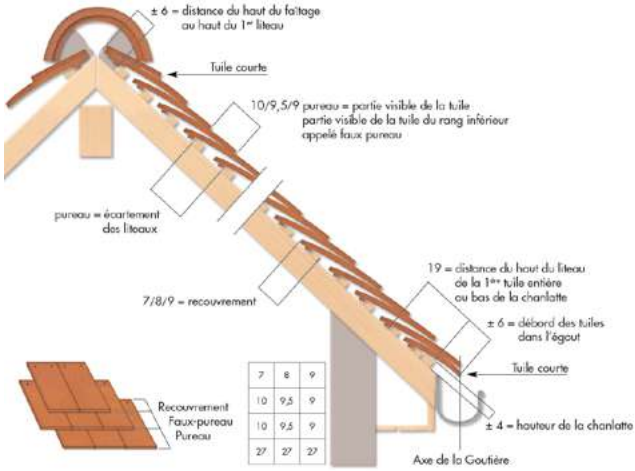 ± 6 = distance du haut du faîtage
au haut du 1er liteau
Tuile courte
10/9,5/9 pureau = partie visible de la tuile
partie visible de la tuile du rang inférieur
appelé faux pureau
pureau = écartement
des liteaux
19 = distance du haut du liteau
de la 1ère tuile entière
au bas de la chanlatte
7/8/9 = recouvrement
± 6 = débord des tuiles
dans l'égout
Tuile courte
7 8 9
10 9,5 9
10 9,5 9
27 27 27
Recouvrement
Faux-pureau
Pureau
± 4 = hauteur de la chanlatte
Axe de la Goutière